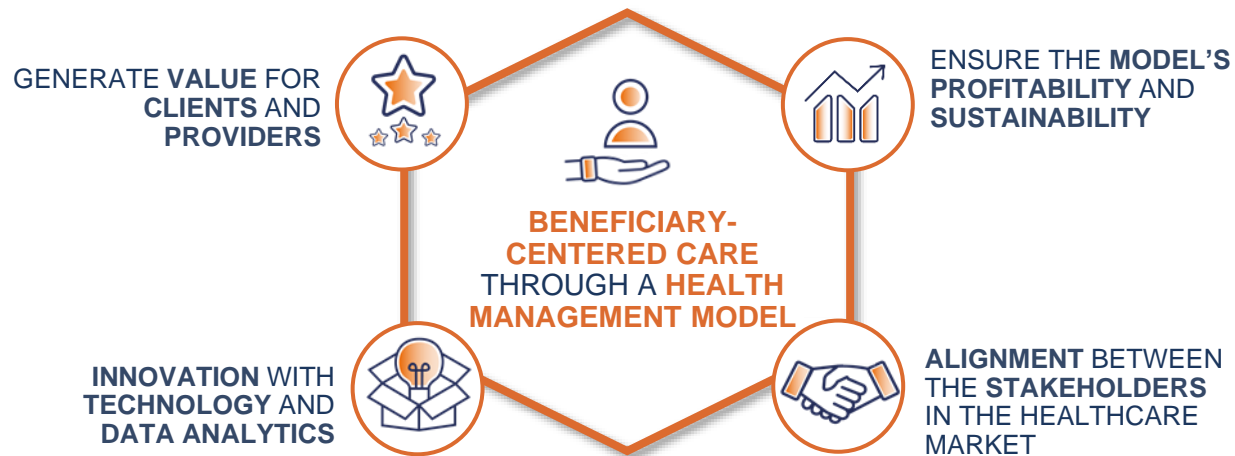 GENERATE VALUE FOR
CLIENTS AND
PROVIDERS
ENSURE THE MODEL'S
PROFITABILITY AND
SUSTAINABILITY
BENEFICIARY-
CENTERED CARE
THROUGH A HEALTH
MANAGEMENT MODEL
INNOVATION WITH
TECHNOLOGY AND
DATA ANALYTICS
ALIGNMENT BETWEEN
THE STAKEHOLDERS
IN THE HEALTHCARE
MARKET